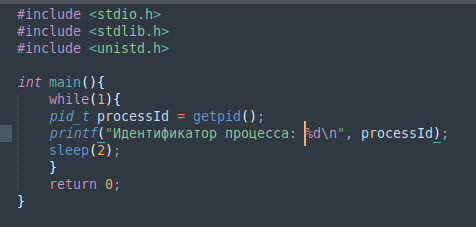 #include <stdio.h>
#include <stdlib.h>
#include <unistd.h>
int main(){
while(1){
pid_t processId = getpid();
printf("Идентификатор процесса: %d\n", processId);
sleep(2);
}
return 0;
}